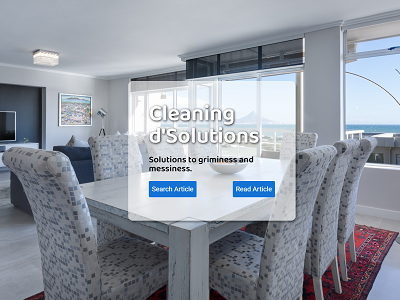 Cleaning
d'Solutions
Solutions to griminess and
messiness.
Search Article
Read Article